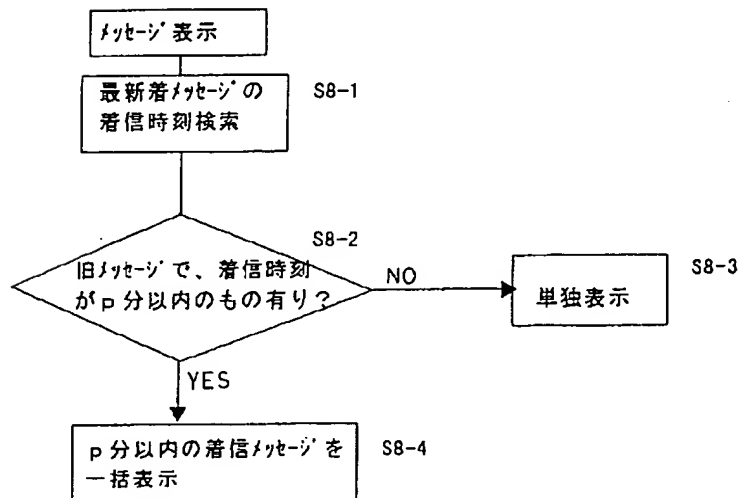 ﾒｯｾｰｼﾞ表示
最新着ﾒｯｾｰｼﾞの
着信時刻検索
S8-1
S8-2
旧ﾒｯｾｰｼﾞで、着信時刻
がp分以内のもの有り?
NO
S8-3
単独表示
YES
p分以内の着信ﾒｯｾｰｼﾞを
一括表示
S8-4